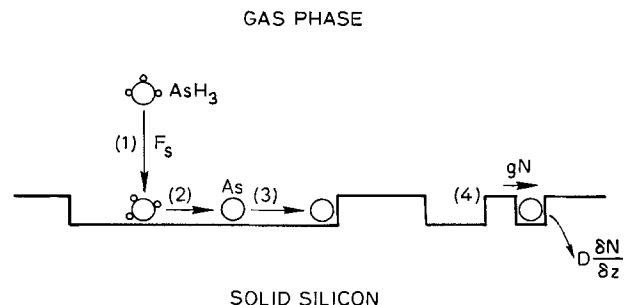 GAS PHASE
AsH3
(1) Fs
(2) As (3) (4) gN
D δN/δz
SOLID SILICON